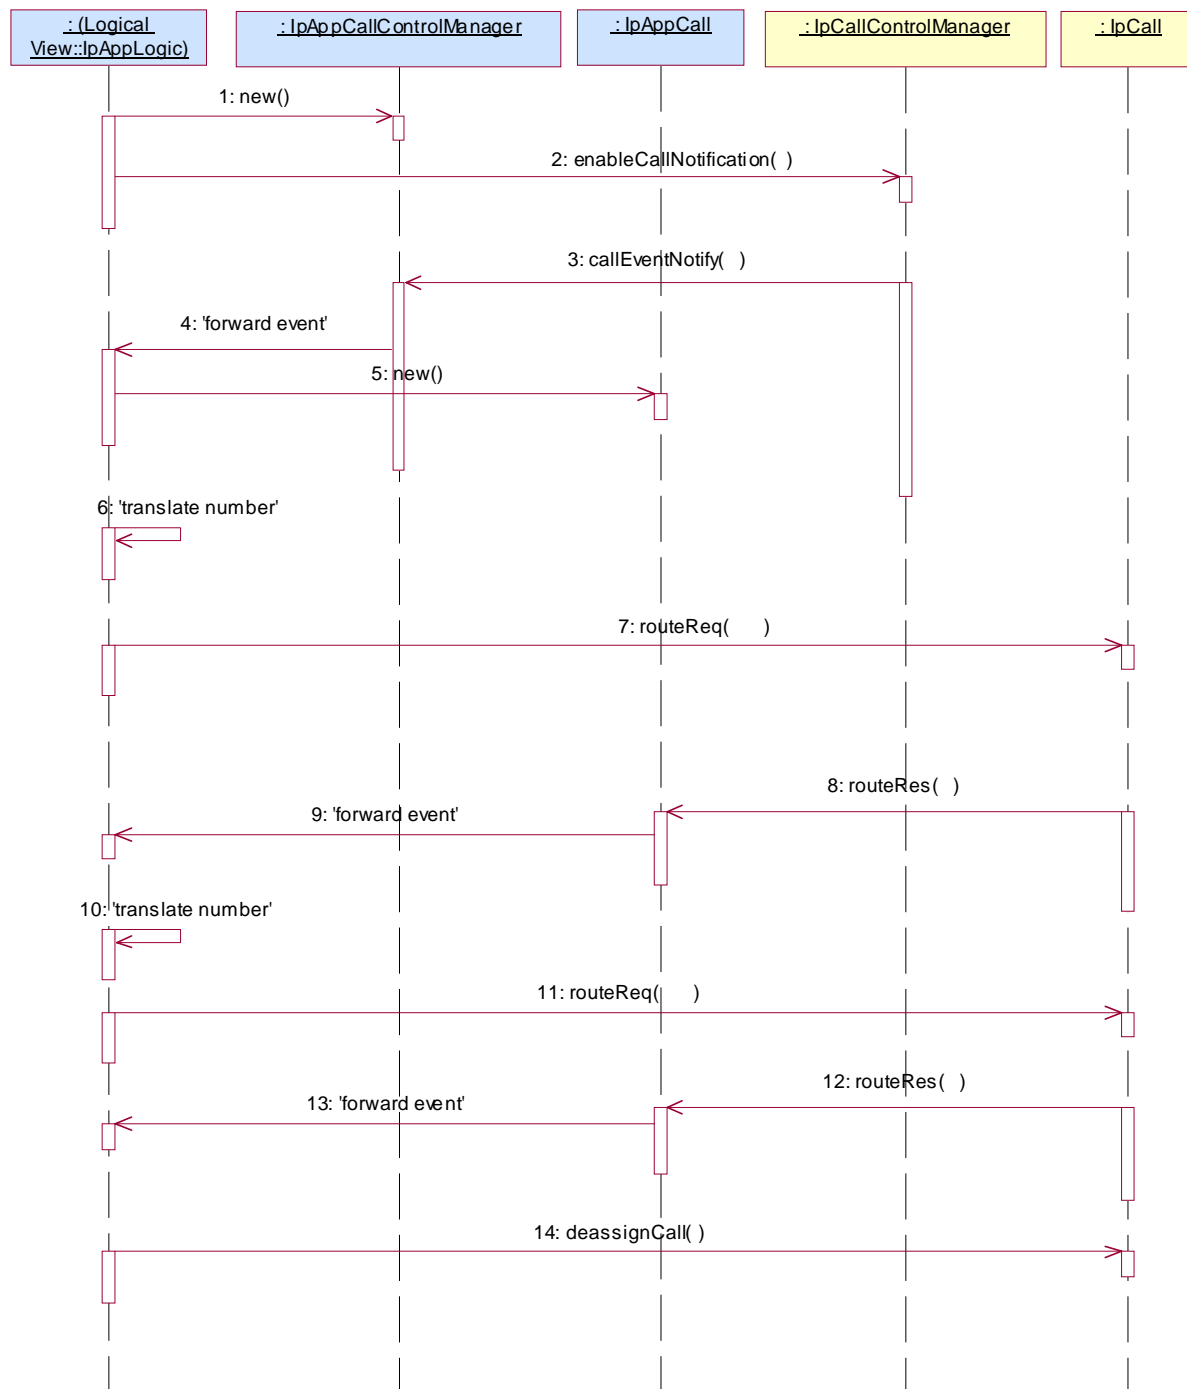 : (Logical
View::IpAppLogic)
: IpAppCallControlManager
: IpAppCall
: IpCallControlManager
: IpCall
1: new()
2: enableCallNotification( )
3: callEventNotify( )
4: 'forward event'
5: new()
6: 'translate number'
7: routeReq( )
8: routeRes( )
9: 'forward event'
10: 'translate number'
11: routeReq( )
12: routeRes( )
13: 'forward event'
14: deassignCall( )